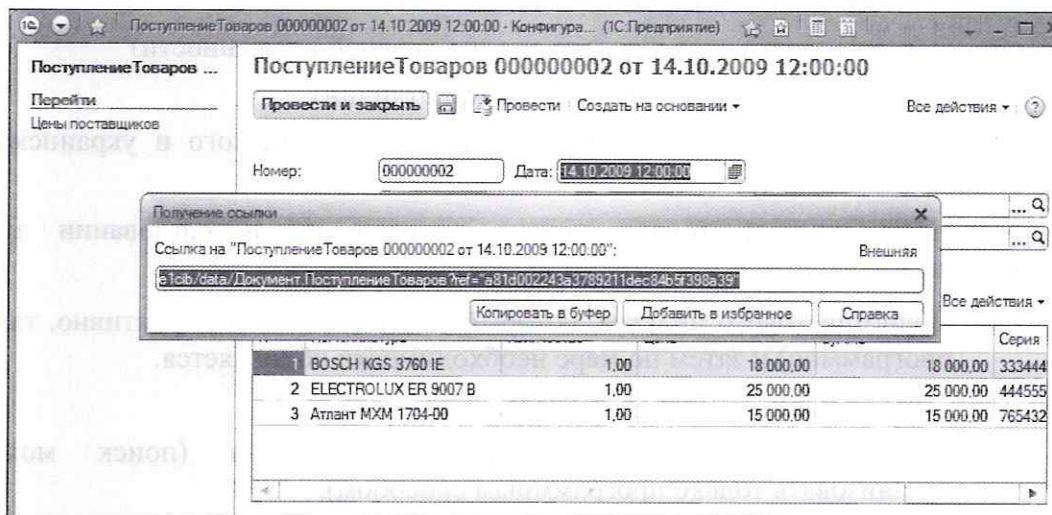 ПоступлениеТоваров 000000002 от 14.10.2009 12:00:00 - Конфигура... (1С:Предприятие)
ПоступлениеТоваров ...
Перейти
Цены поставщиков
ПоступлениеТоваров 000000002 от 14.10.2009 12:00:00
Провести и закрыть Провести Создать на основании Все действия
Номер: 000000002 Дата: 14.10.2009 12:00:00
Получение ссылки
Ссылка на "ПоступлениеТоваров 000000002 от 14.10.2009 12:00:00": Внешняя
e1cib/data/Документ.ПоступлениеТоваров?ref="a81d002243a3789211dec84b5f398a39"
Копировать в буфер Добавить в избранное Справка
Все действия
Серия
1 BOSCH KGS 3760 IE 1,00 18 000,00 18 000,00 333444
2 ELECTROLUX ER 9007 B 1,00 25 000,00 25 000,00 444555
3 Атлант МХМ 1704-00 1,00 15 000,00 15 000,00 765432